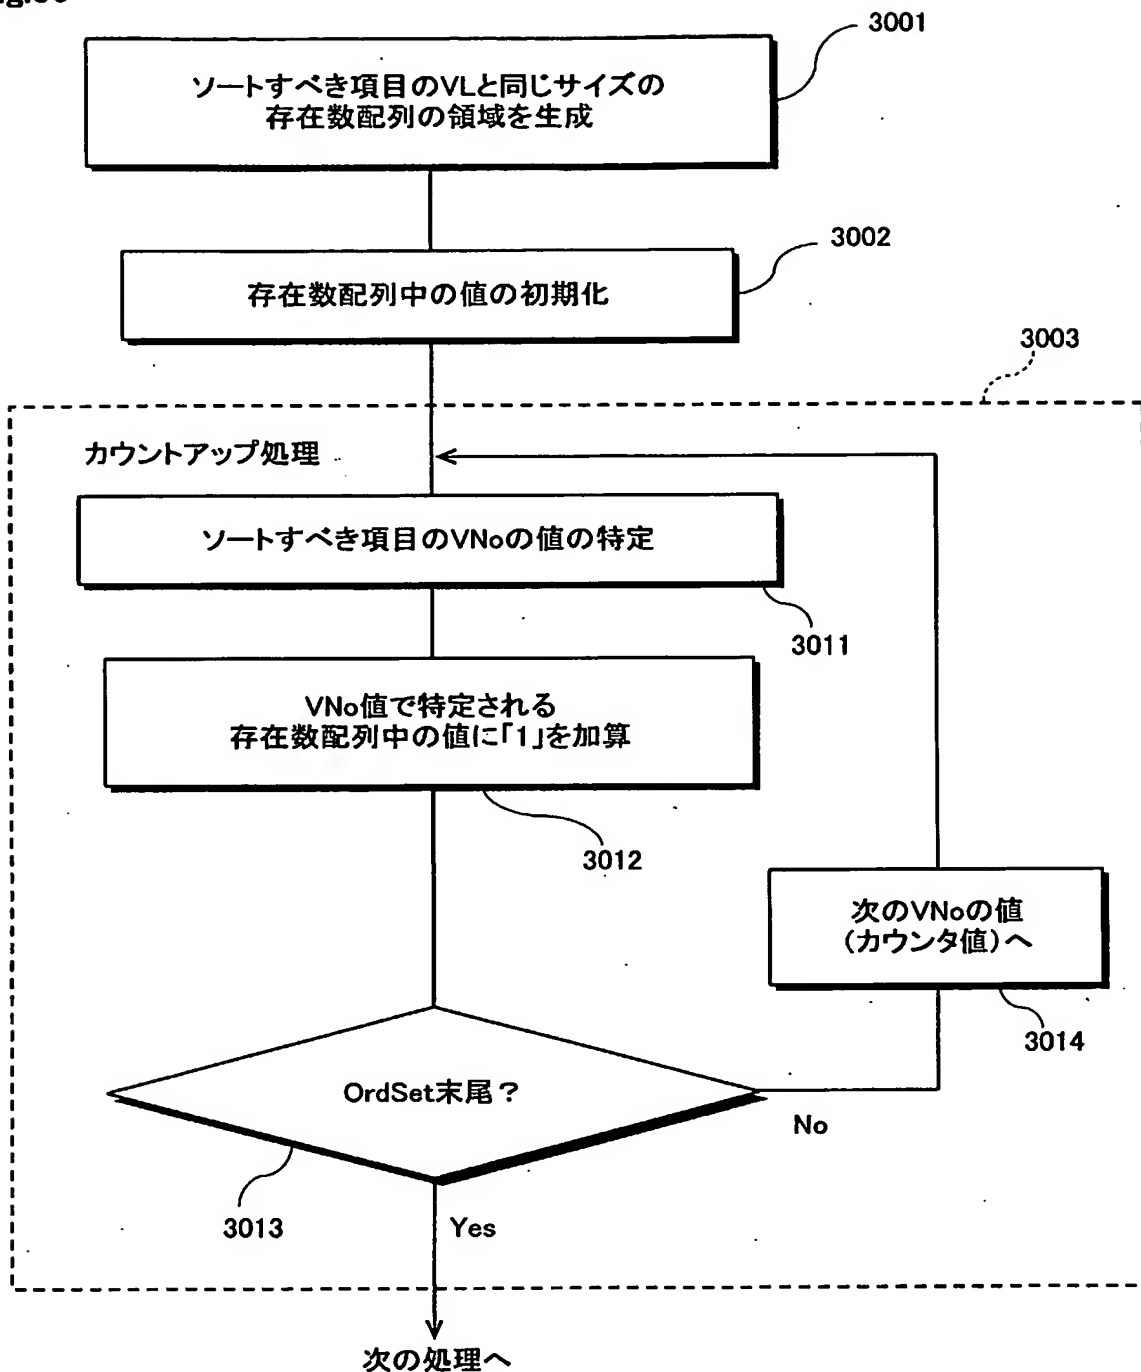 3001
ソートすべき項目のVLと同じサイズの
存在数配列の領域を生成
3002
存在数配列中の値の初期化
3003
カウントアップ処理
ソートすべき項目のVNoの値の特定
3011
VNo値で特定される
存在数配列中の値に「1」を加算
3012
次のVNoの値
(カウンタ値)へ
3014
OrdSet末尾?
No
3013
Yes
次の処理へ